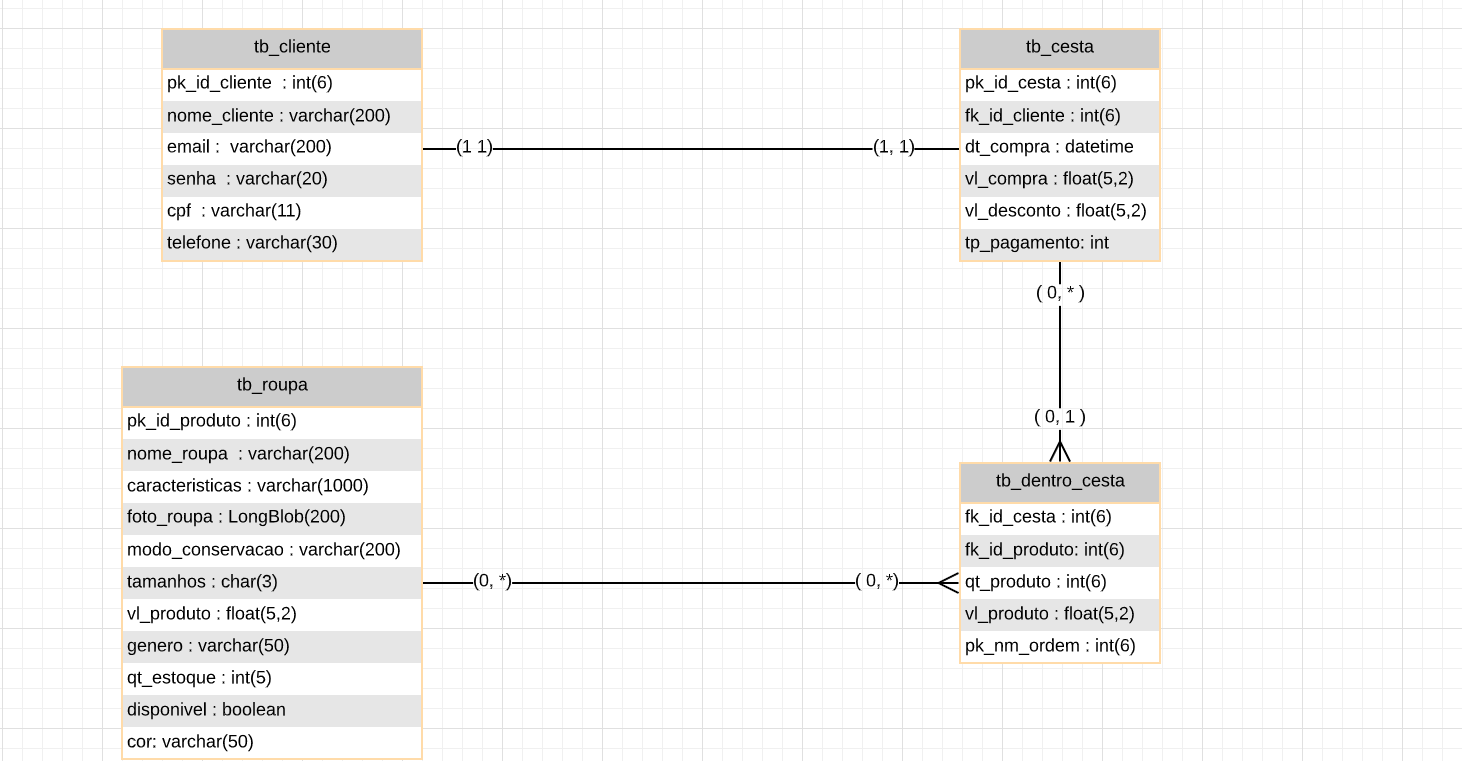 tb_cliente
pk_id_cliente  : int(6)
nome_cliente : varchar(200)
email :  varchar(200)
senha  : varchar(20)
cpf  : varchar(11)
telefone : varchar(30)
(1 1)
(1, 1)
tb_cesta
pk_id_cesta : int(6)
fk_id_cliente : int(6)
dt_compra : datetime
vl_compra : float(5,2)
vl_desconto : float(5,2)
tp_pagamento: int
( 0, * )
( 0, 1 )
tb_roupa
pk_id_produto : int(6)
nome_roupa  : varchar(200)
caracteristicas : varchar(1000)
foto_roupa : LongBlob(200)
modo_conservacao : varchar(200)
tamanhos : char(3)
vl_produto : float(5,2)
genero : varchar(50)
qt_estoque : int(5)
disponivel : boolean
cor: varchar(50)
(0, *)
( 0, *)
tb_dentro_cesta
fk_id_cesta : int(6)
fk_id_produto: int(6)
qt_produto : int(6)
vl_produto : float(5,2)
pk_nm_ordem : int(6)